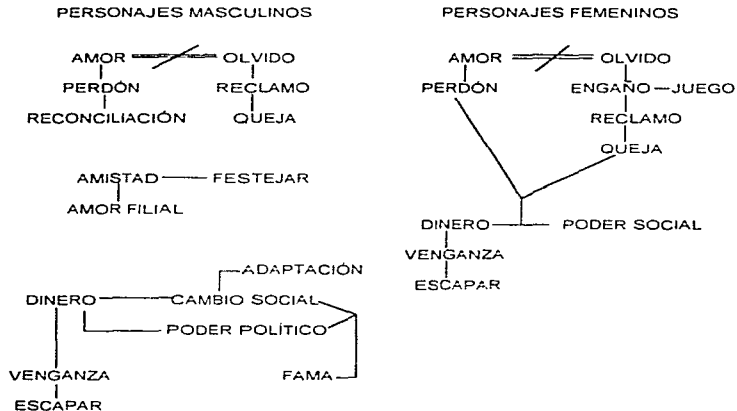 PERSONAJES MASCULINOS
AMOR OLVIDO
PERDÓN RECLAMO
RECONCILIACIÓN QUEJA
AMISTAD FESTEJAR
AMOR FILIAL
ADAPTACIÓN
DINERO CAMBIO SOCIAL
PODER POLÍTICO
VENGANZA FAMA
ESCAPAR
PERSONAJES FEMENINOS
AMOR OLVIDO
PERDÓN ENGAÑO JUEGO
RECLAMO
QUEJA
DINERO PODER SOCIAL
VENGANZA
ESCAPAR